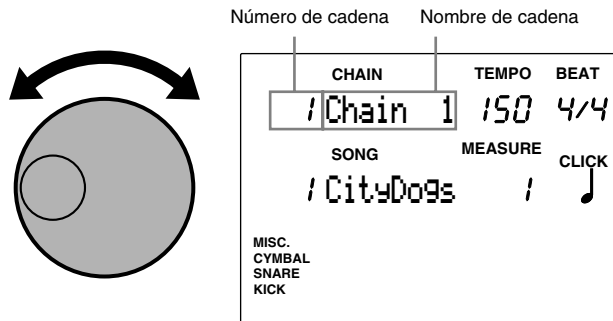 Número de cadena Nombre de cadena
CHAIN TEMPO BEAT
1 Chain 1 150 4/4
SONG MEASURE CLICK
1 CityDogs 1
MISC.
CYMBAL
SNARE
KICK